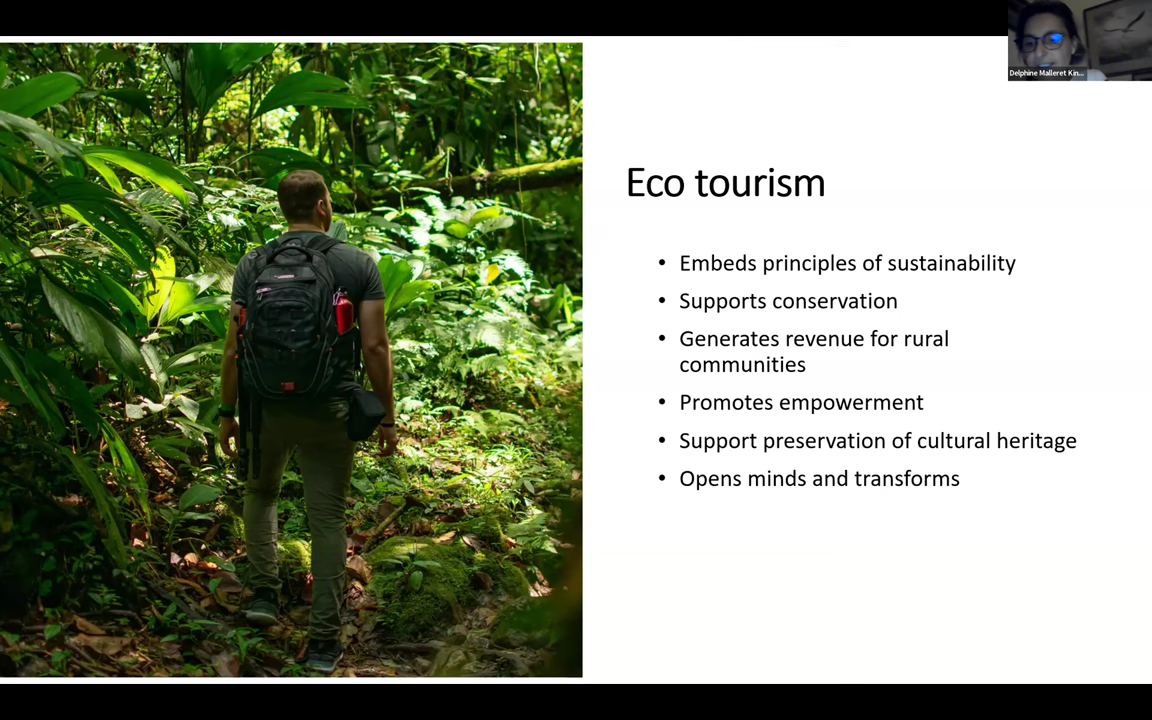 Delphine Malleret Kin...
Eco tourism
• Embeds principles of sustainability
• Supports conservation
• Generates revenue for rural
communities
• Promotes empowerment
• Support preservation of cultural heritage
• Opens minds and transforms